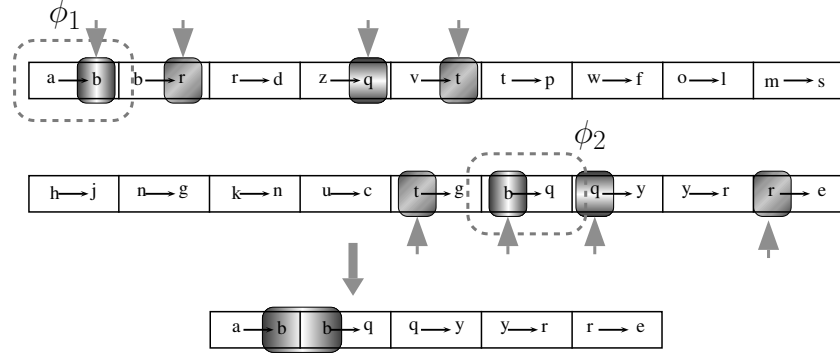 ϕ1
a → b b → r r → d z → q v → t t → p w → f o → l m → s
ϕ2
h → j n → g k → n u → c t → g b → q q → y y → r r → e
a → b b → q q → y y → r r → e